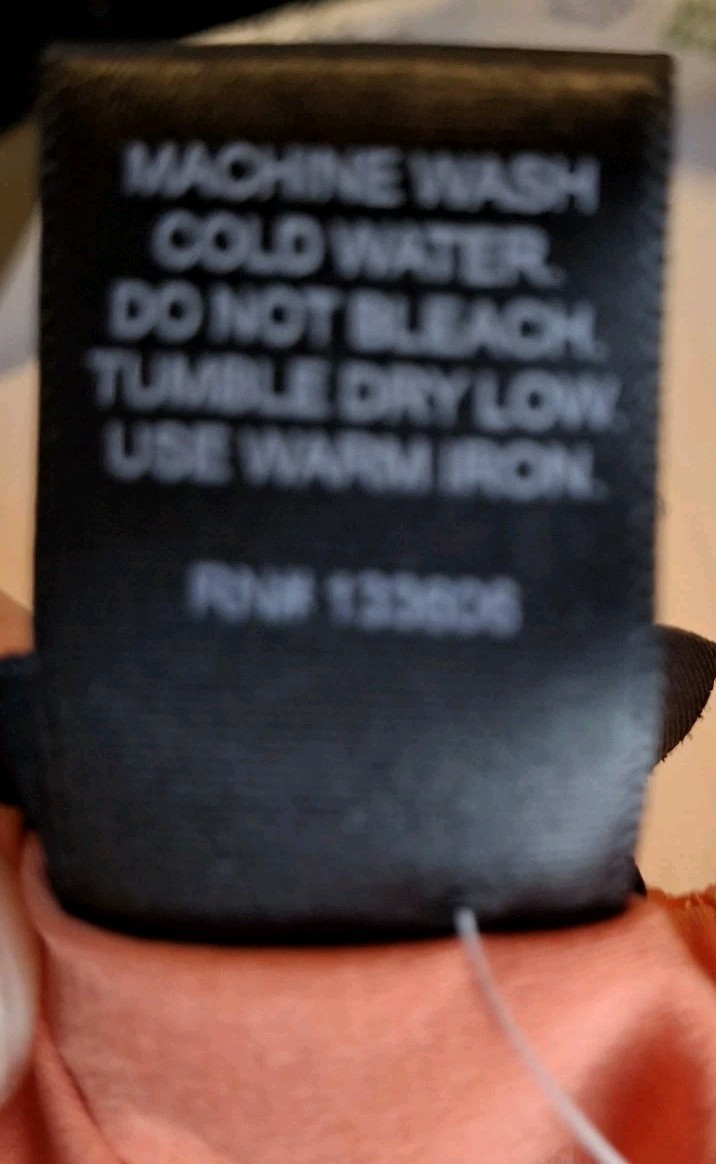 MACHINE WASH
COLD WATER.
DO NOT BLEACH.
TUMBLE DRY LOW.
USE WARM IRON.
RN#